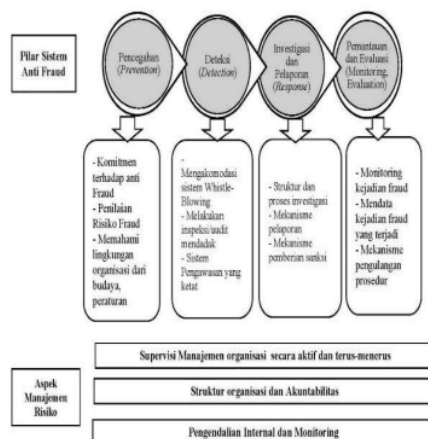 Pilar Sistem
Anti Fraud
Pencegahan
(Prevention)
Deteksi
(Detection)
Investigasi
dan
Pelaporan
(Response)
Pemantauan
dan Evaluasi
(Monitoring,
Evaluation)
- Komitmen
terhadap anti
Fraud
- Penilaian
Risiko Fraud
- Memahami
lingkungan
organisasi dari
budaya,
peraturan
-
Mengakomodasi
sistem Whistle-
Blowing
- Melakukan
inspeksi/audit
mendadak
- Sistem
Pengawasan yang
ketat
- Struktur dan
proses investigasi
- Mekanisme
pelaporan
- Mekanisme
pemberian sanksi
- Monitoring
kejadian fraud
- Mendata
kejadian fraud
yang terjadi
- Mekanisme
pengulangan
prosedur
Aspek
Manajemen
Risiko
Supervisi Manajemen organisasi secara aktif dan terus-menerus
Struktur organisasi dan Akuntabilitas
Pengendalian Internal dan Monitoring